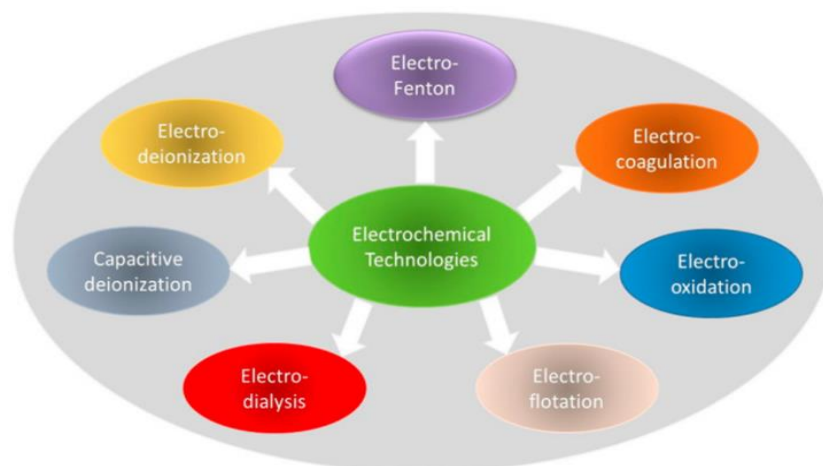 Electro-
Fenton
Electro-
deionization
Electro-
coagulation
Electrochemical
Technologies
Capacitive
deionization
Electro-
oxidation
Electro-
dialysis
Electro-
flotation